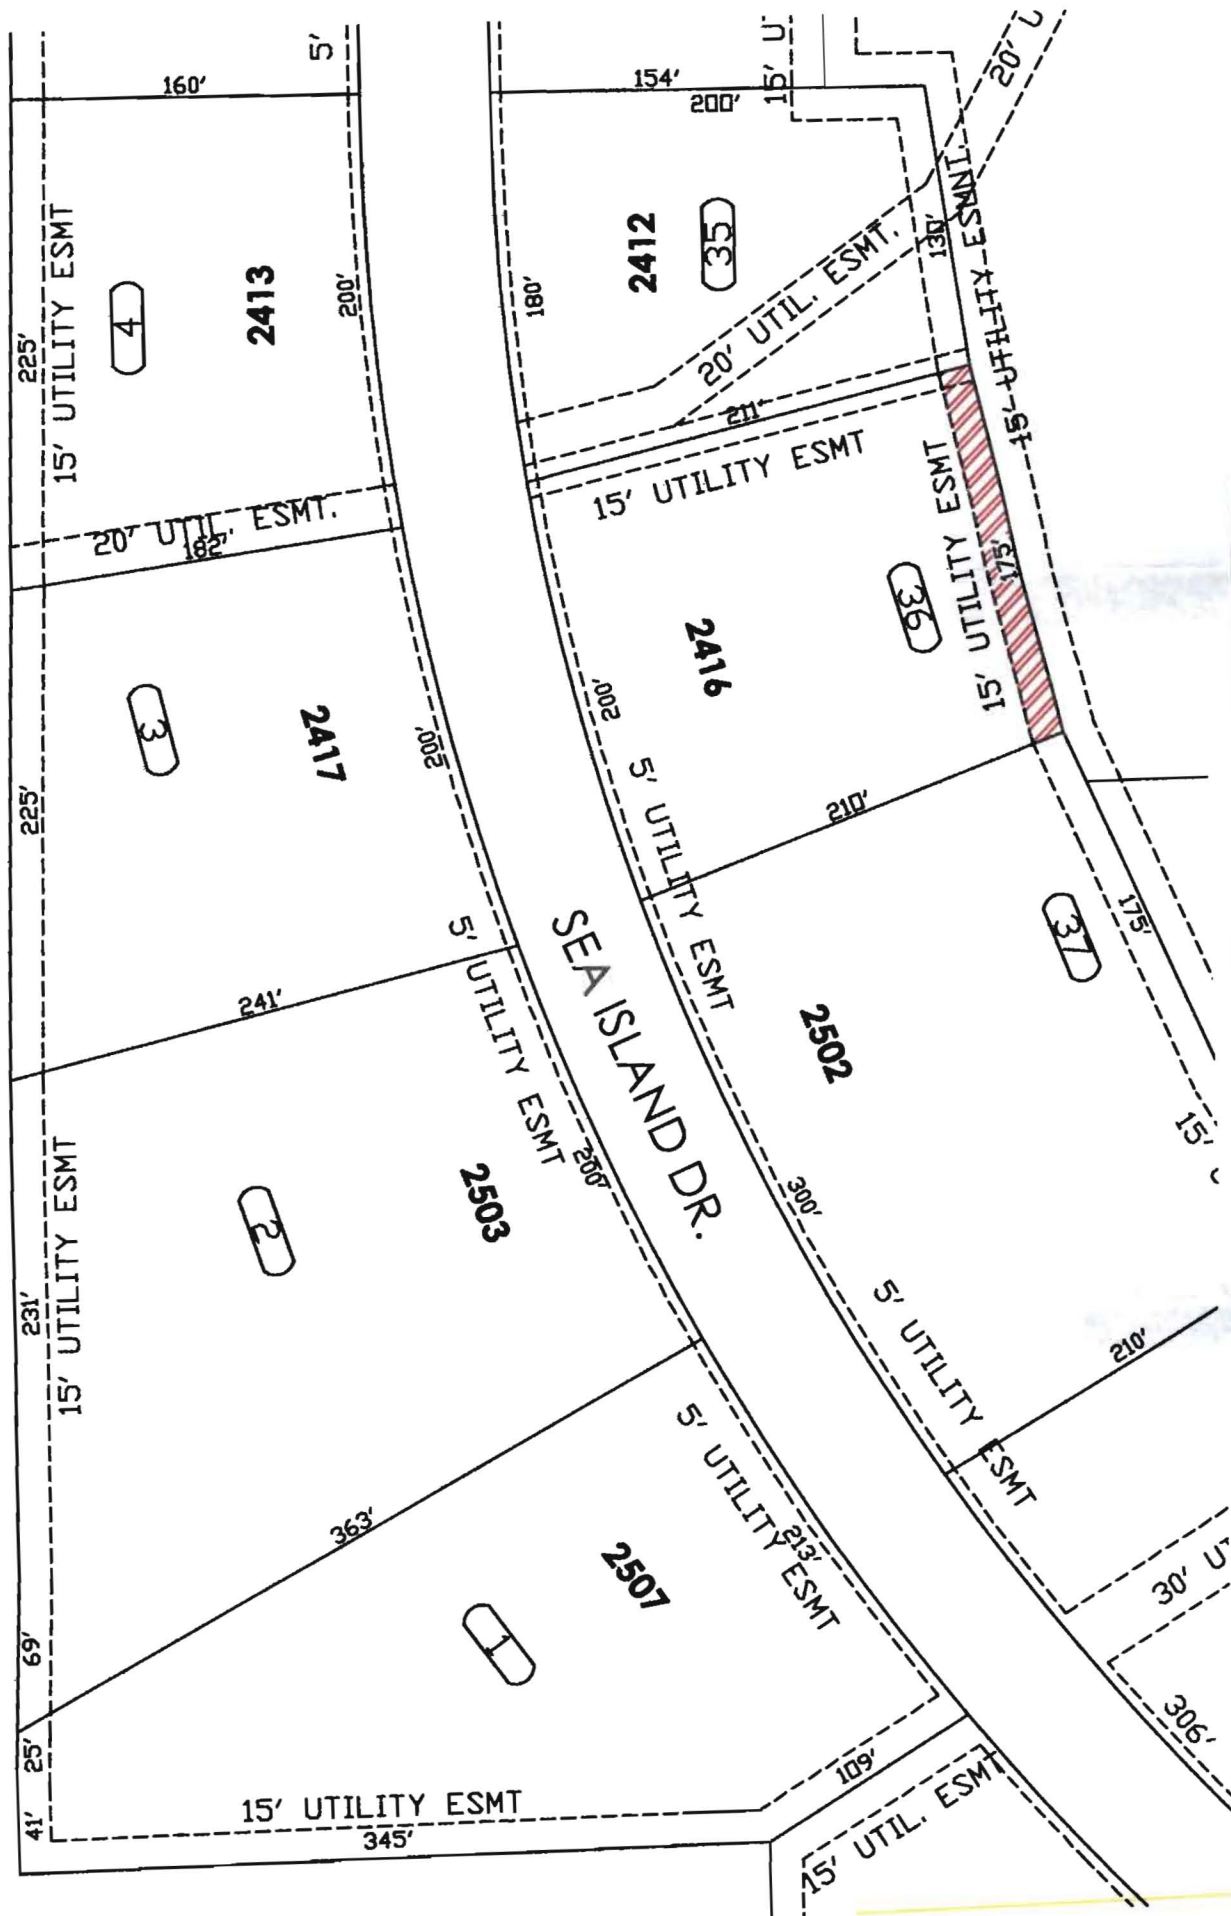 5'
15' U
20' U
160'
154'
200'
15' UTILITY ESMT
225'
4
2413
200'
180'
2412
35
20' UTIL. ESMT.
130'
15' UTILITY ESMNT.
15' UTILITY ESMT
211'
15' UTILITY ESMT
20' UTIL. ESMT.
182'
15' UTILITY ESMT
175'
36
2416
200'
3
2417
200'
225'
5' UTILITY ESMT
210'
37
175'
5' UTILITY ESMT
SEA ISLAND DR.
241'
2502
15'
15' UTILITY ESMT
2
2503
200'
300'
231'
5' UTILITY ESMT
210'
5' UTILITY ESMT
213'
363'
2507
1
30' UT
69'
25'
41'
306'
109'
15' UTILITY ESMT
345'
15' UTIL. ESMT